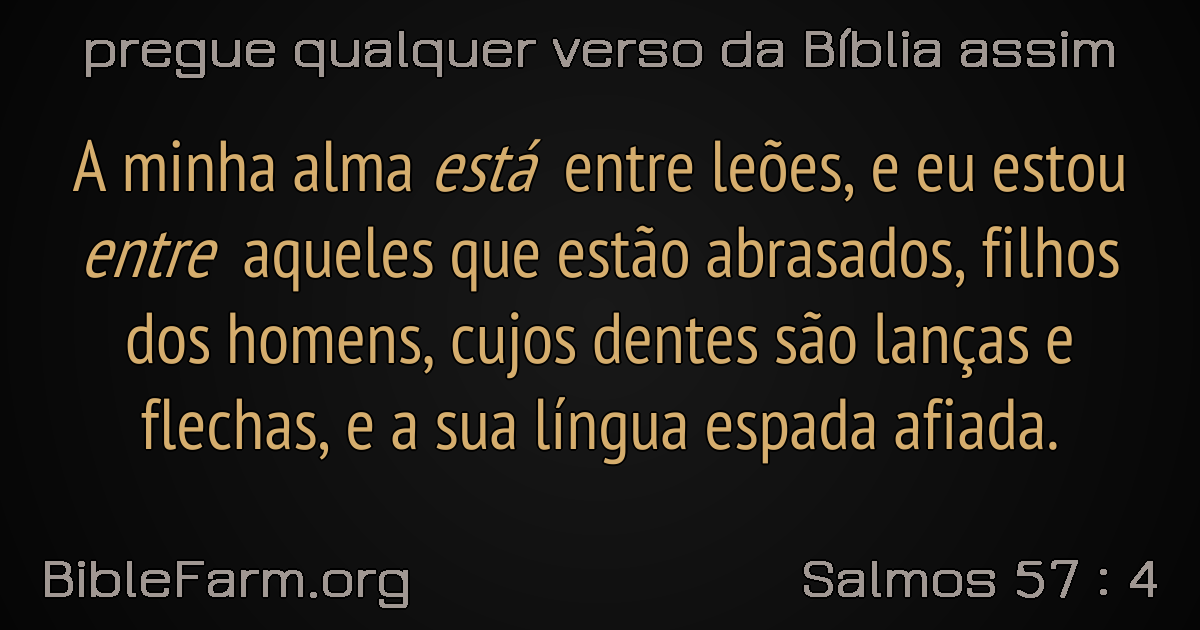 pregue qualquer verso da Bíblia assim
A minha alma está entre leões, e eu estou
entre aqueles que estão abrasados, filhos
dos homens, cujos dentes são lanças e
flechas, e a sua língua espada afiada.
BibleFarm.org
Salmos 57 : 4